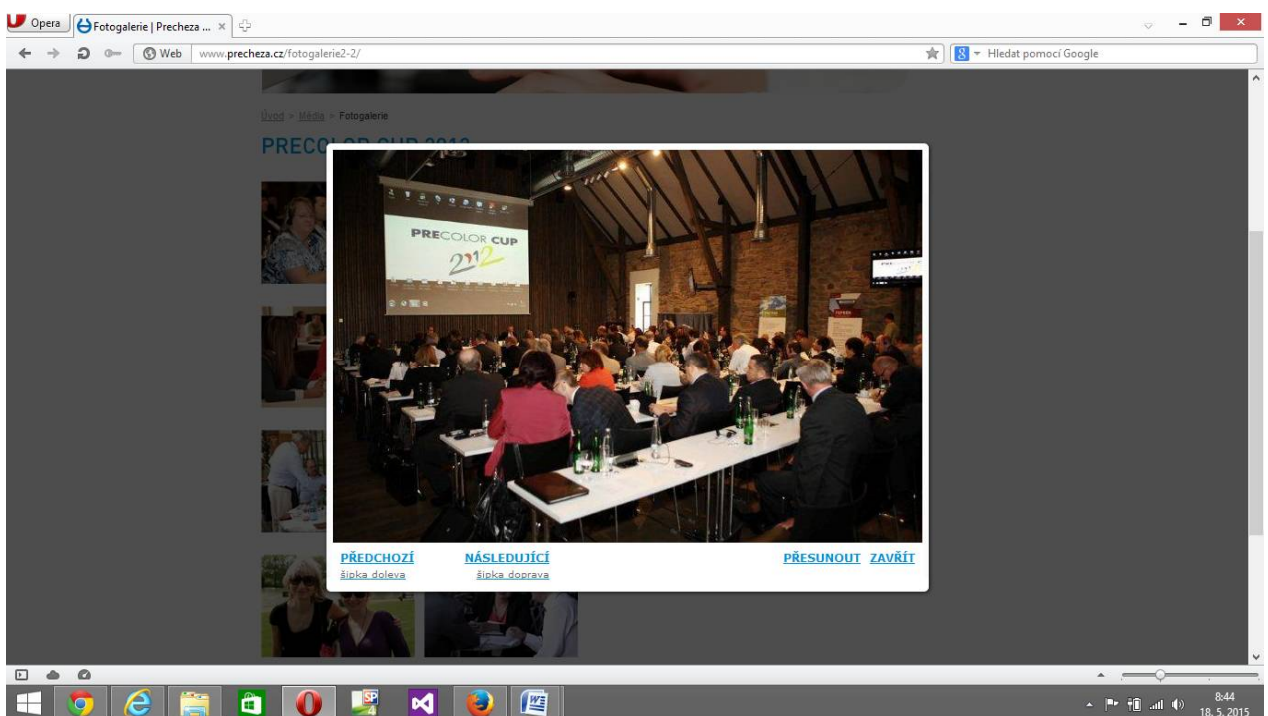 Opera
Fotogalerie | Precheza ...
Web
www.precheza.cz/fotogalerie2-2/
Hledat pomocí Google
Úvod > Média > Fotogalerie
PRECOLOR CUP 2012
PRECOLOR CUP
2012
PŘEDCHOZÍ
NÁSLEDUJÍCÍ
PŘESUNOUT
ZAVŘÍT
šipka doleva
šipka doprava
8:44
18. 5. 2015